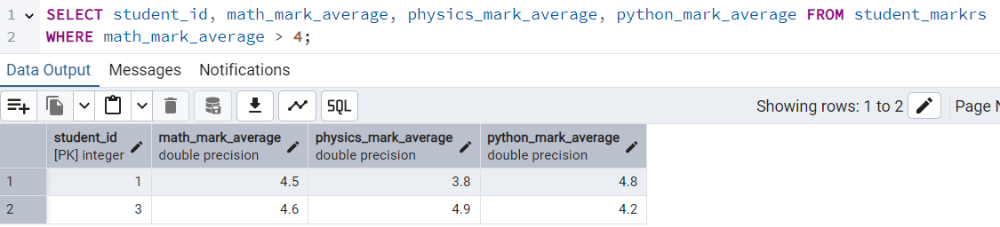 1 SELECT student_id, math_mark_average, physics_mark_average, python_mark_average FROM student_markrs
2 WHERE math_mark_average > 4;
Data Output Messages Notifications
SQL Showing rows: 1 to 2 Page N
student_id math_mark_average physics_mark_average python_mark_average
[PK] integer double precision double precision double precision
1 1 4.5 3.8 4.8
2 3 4.6 4.9 4.2